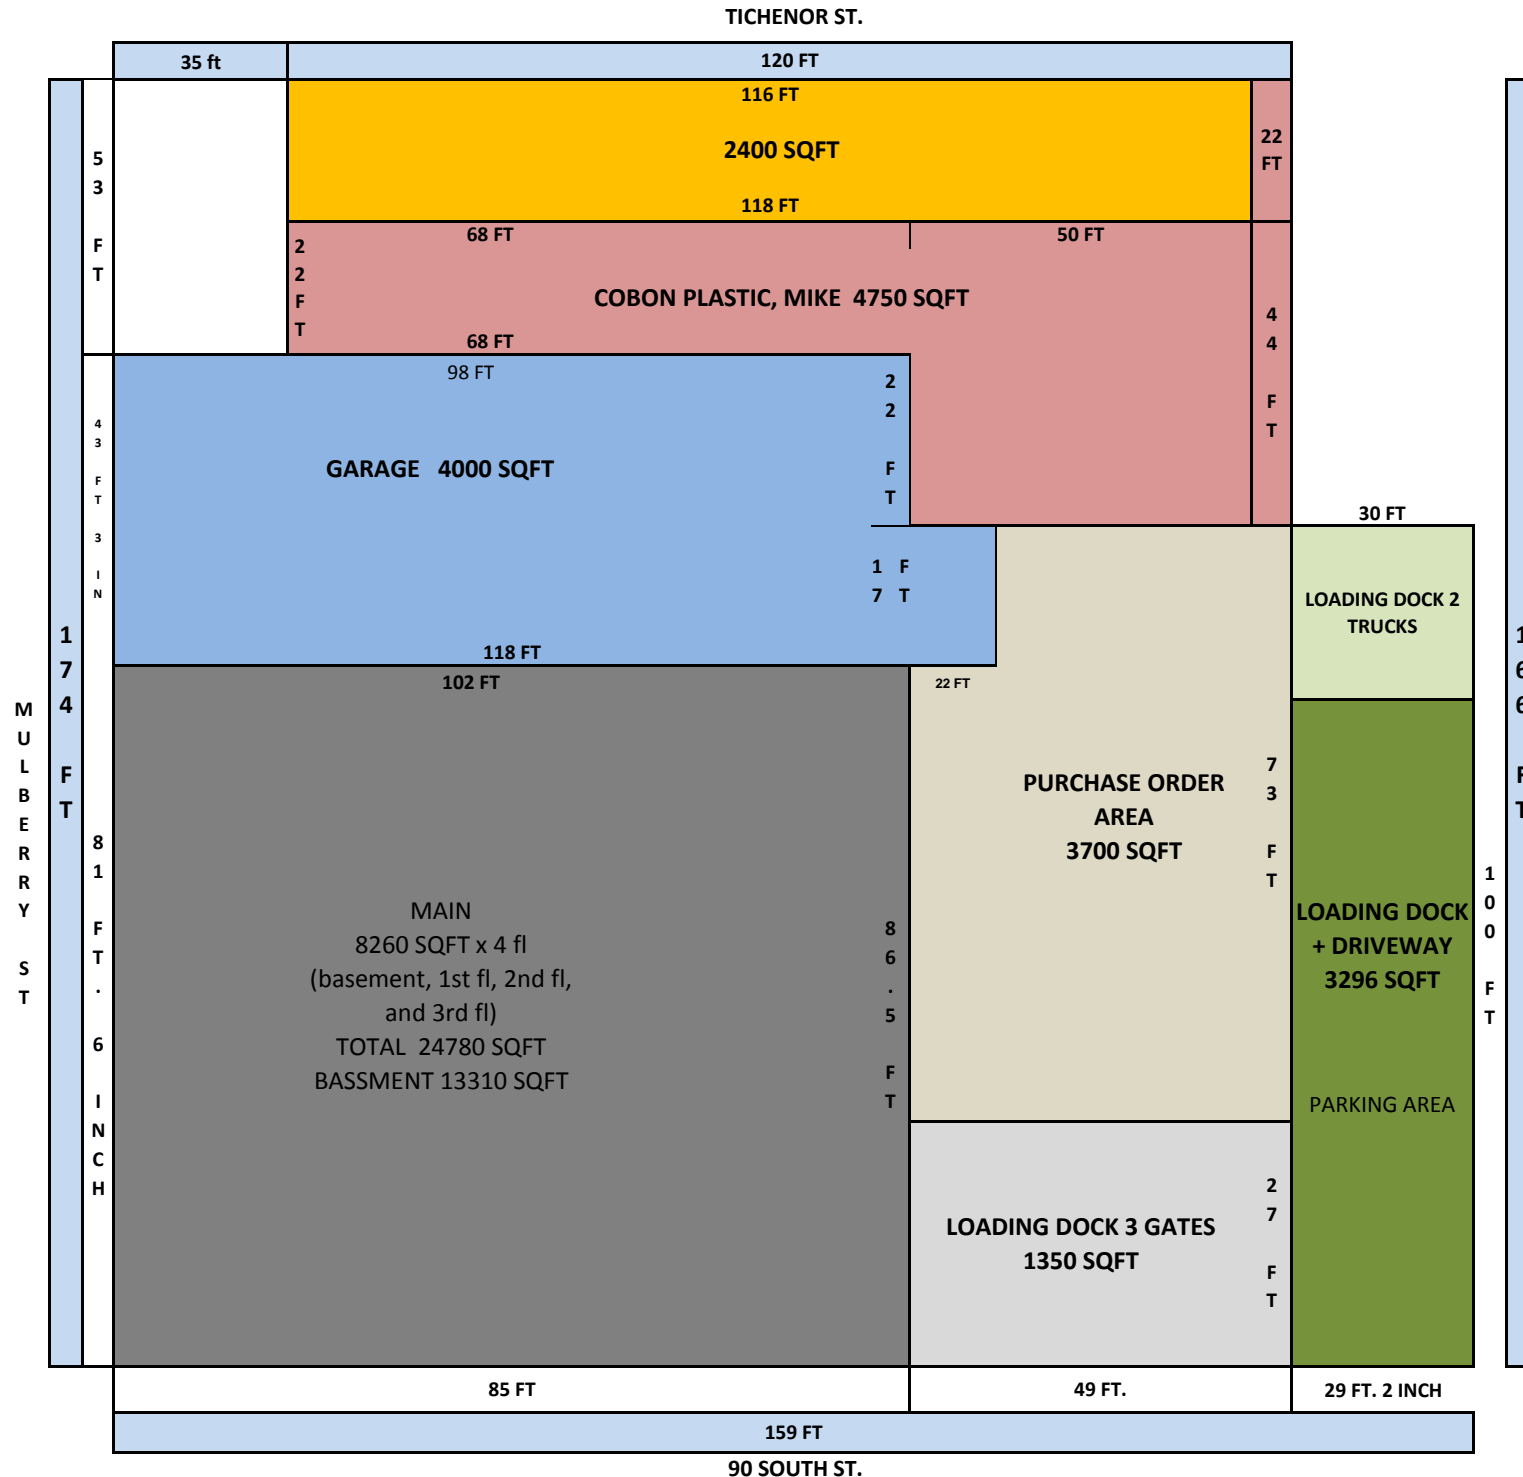 TICHENOR ST.
35 ft
120 FT
116 FT
2400 SQFT
22
FT
118 FT
53 FT
68 FT
50 FT
22FT
COBON PLASTIC, MIKE 4750 SQFT
44 FT
68 FT
98 FT
22 FT
43 FT 3 IN
GARAGE 4000 SQFT
30 FT
17 FT
LOADING DOCK 2
TRUCKS
118 FT
102 FT
22 FT
MULBERRY ST
174 FT
166 FT
81 FT. 6 INCH
PURCHASE ORDER
AREA
3700 SQFT
73 FT
MAIN
8260 SQFT x 4 fl
(basement, 1st fl, 2nd fl,
and 3rd fl)
TOTAL 24780 SQFT
BASSMENT 13310 SQFT
86.5 FT
LOADING DOCK
+ DRIVEWAY
3296 SQFT
100 FT
PARKING AREA
LOADING DOCK 3 GATES
1350 SQFT
27 FT
85 FT
49 FT.
29 FT. 2 INCH
159 FT
90 SOUTH ST.